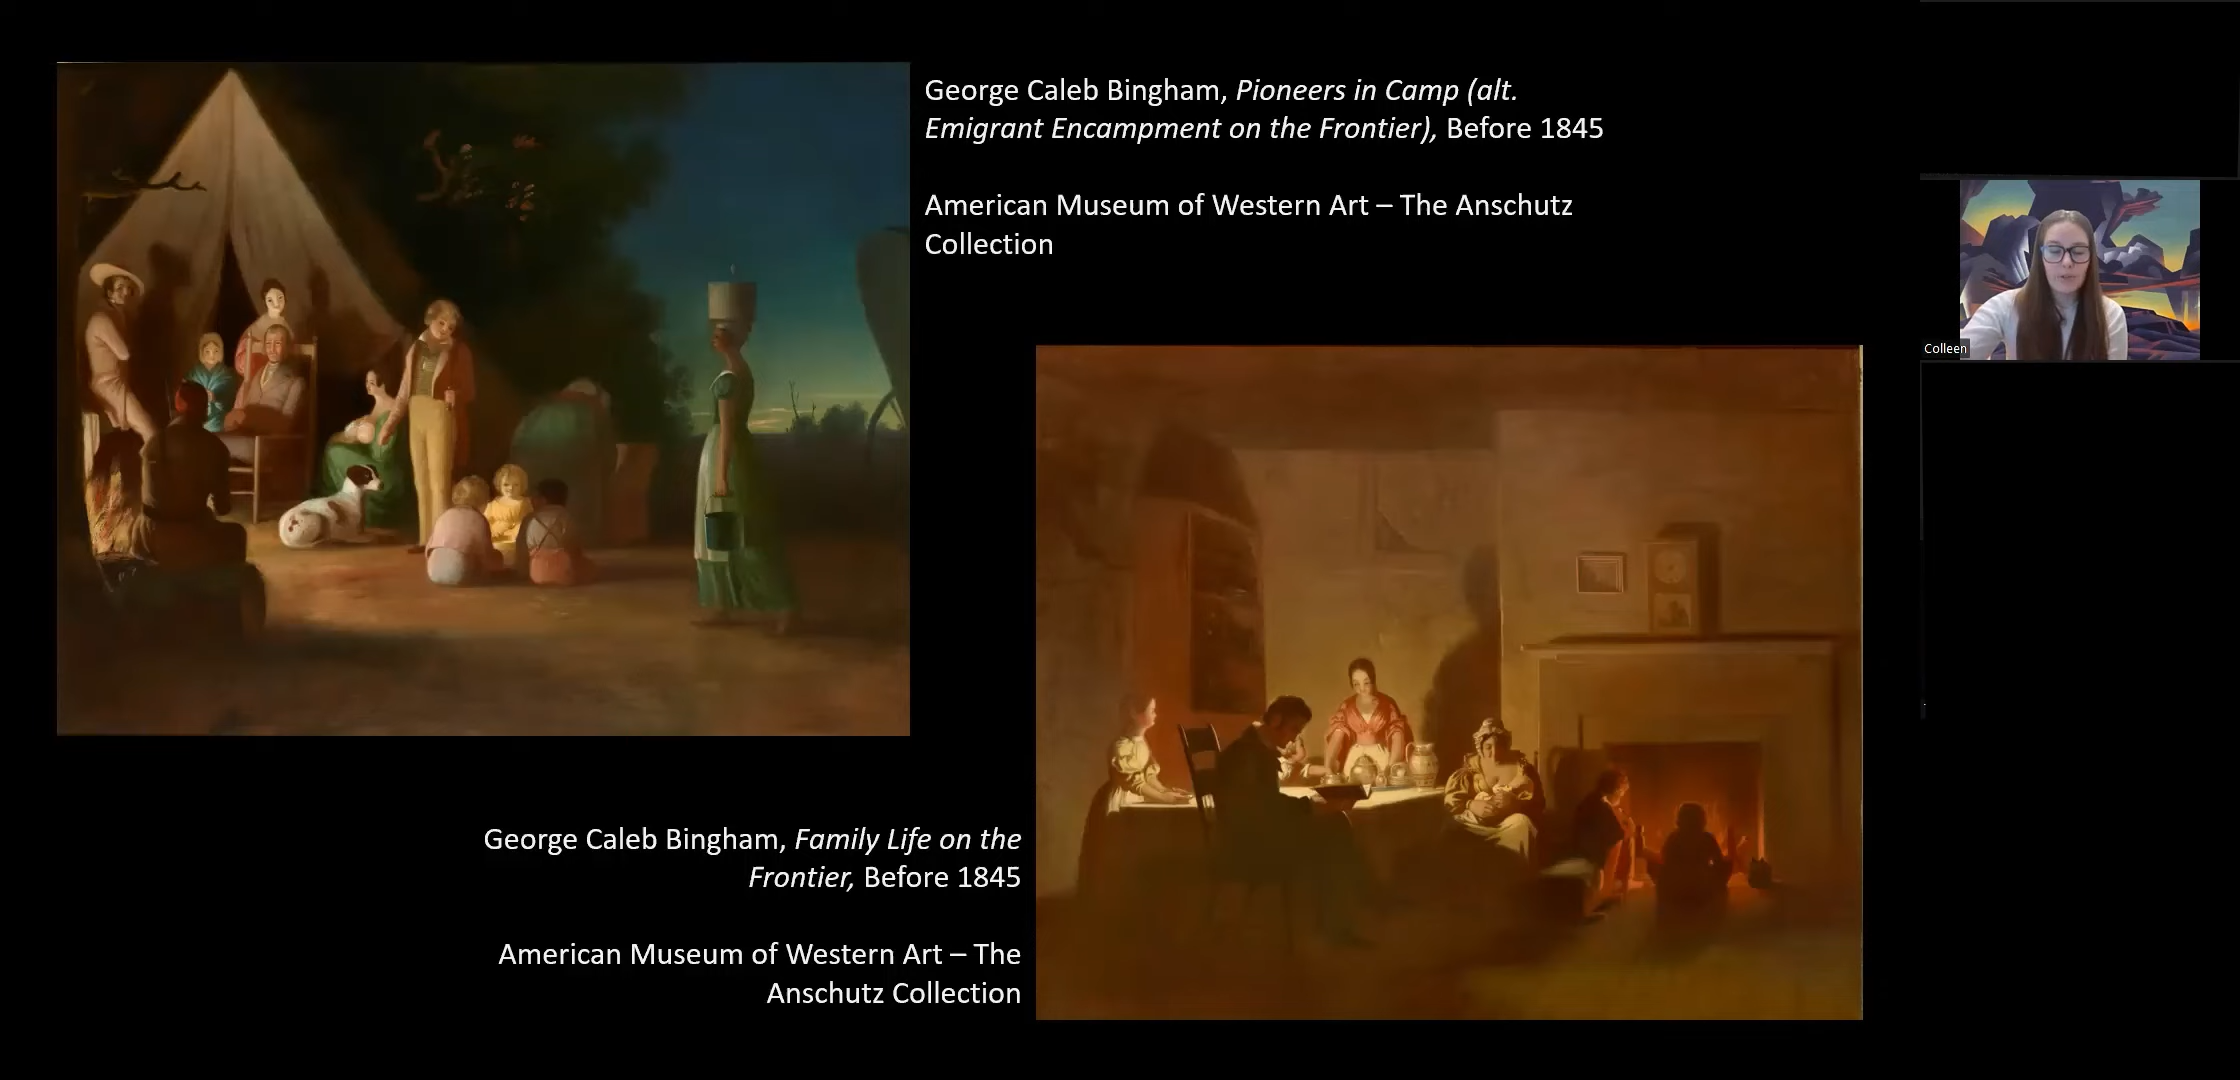 George Caleb Bingham, Pioneers in Camp (alt.
Emigrant Encampment on the Frontier), Before 1845
American Museum of Western Art – The Anschutz
Collection
Colleen
George Caleb Bingham, Family Life on the
Frontier, Before 1845
American Museum of Western Art – The
Anschutz Collection